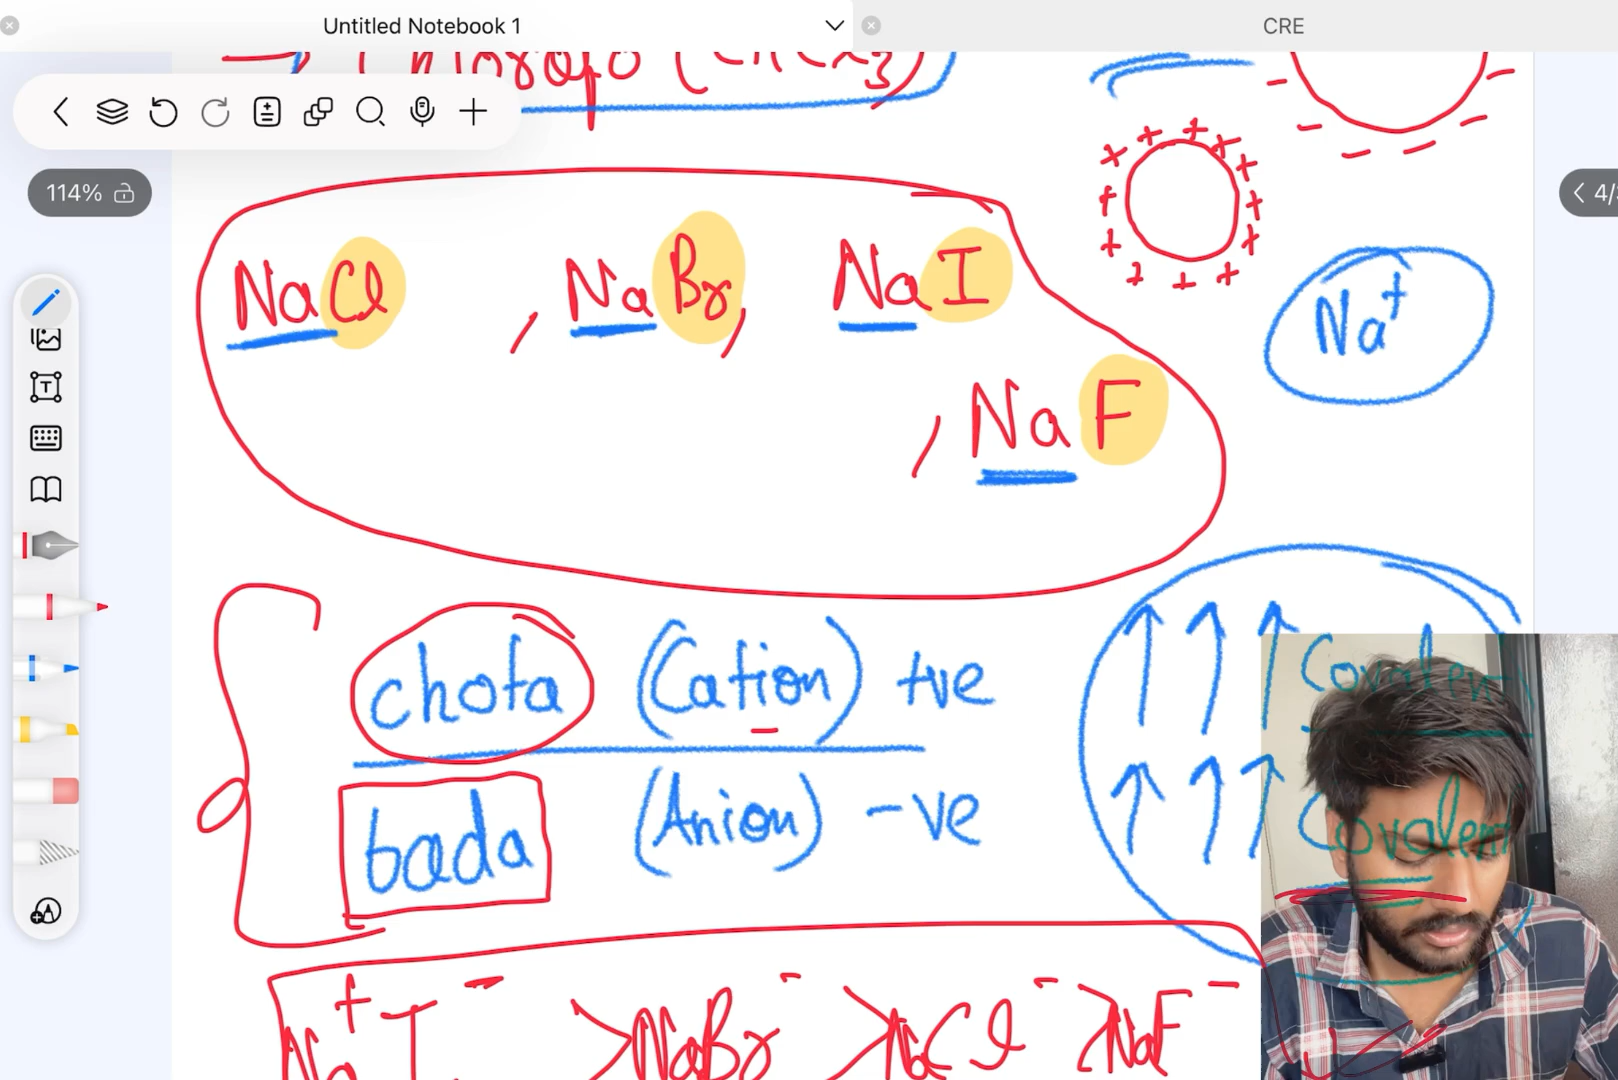 Untitled Notebook 1
CRE
114%
4/
NaCl , NaBr, NaI
Na⁺
, NaF
chota (Cation) +ve
↑↑↑ Covalent
bada (Anion) -ve
↑↑↑ Covalent
Na⁺I⁻ >NaBr⁻ >NaCl⁻ >NaF⁻